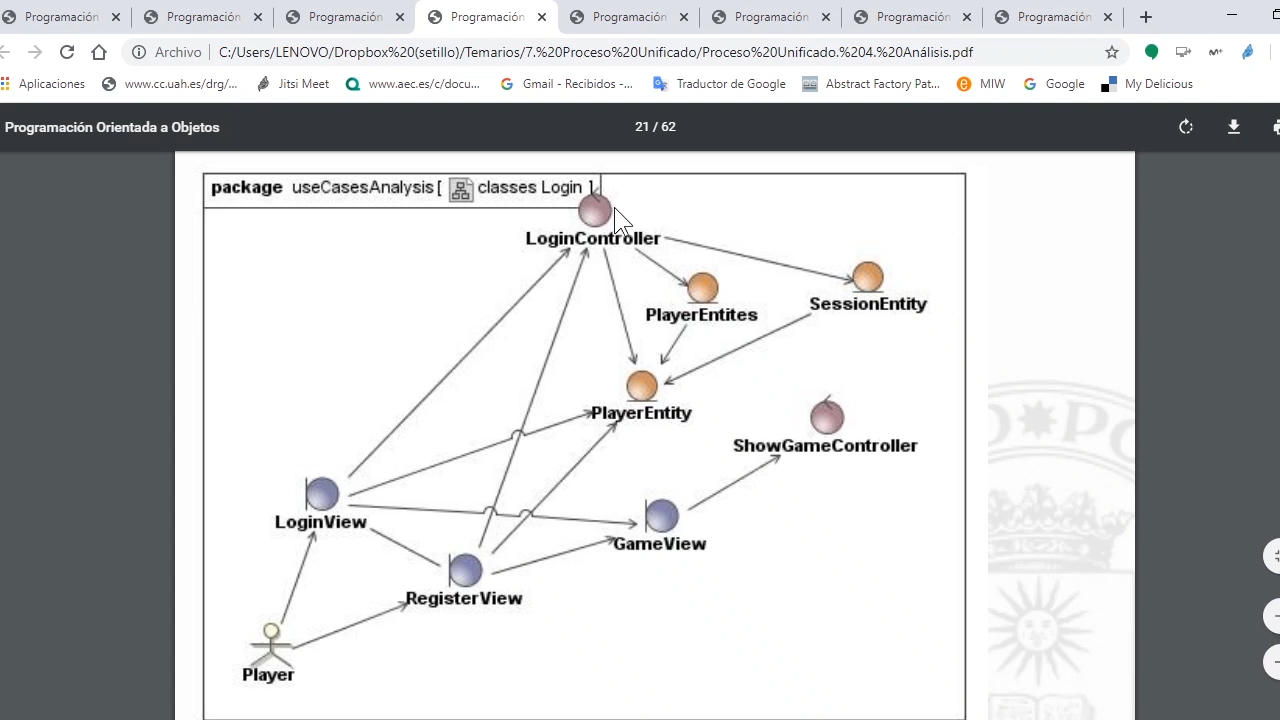 Programación
Programación
Programación
Programación
Programación
Programación
Programación
Programación
Archivo
C:/Users/LENOVO/Dropbox%20(setillo)/Temarios/7.%20Proceso%20Unificado/Proceso%20Unificado.%204.%20Análisis.pdf
Aplicaciones
www.cc.uah.es/drg/...
Jitsi Meet
www.aec.es/c/docu...
Gmail - Recibidos -...
Traductor de Google
Abstract Factory Pat...
MIW
Google
My Delicious
Programación Orientada a Objetos
21 / 62
package useCasesAnalysis [ classes Login ]
LoginController
SessionEntity
PlayerEntites
PlayerEntity
ShowGameController
LoginView
GameView
RegisterView
Player